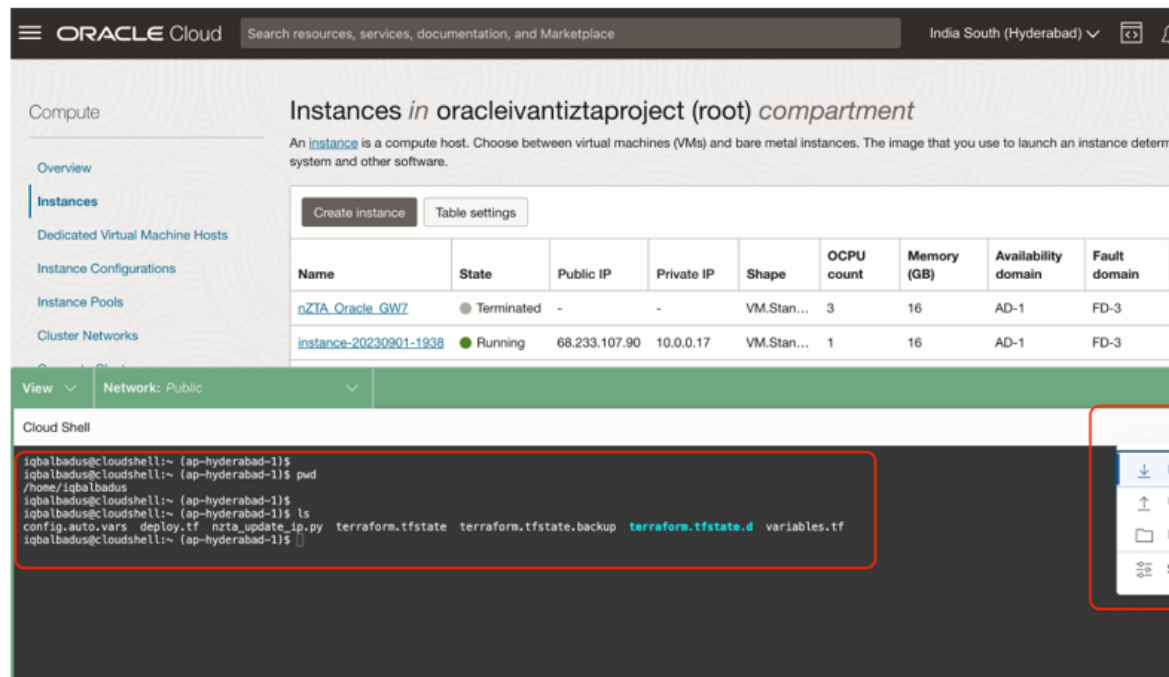 ORACLE Cloud
Search resources, services, documentation, and Marketplace
India South (Hyderabad)
Compute
Overview
Instances
Dedicated Virtual Machine Hosts
Instance Configurations
Instance Pools
Cluster Networks
Instances in oracleivantiztaproject (root) compartment
An instance is a compute host. Choose between virtual machines (VMs) and bare metal instances. The image that you use to launch an instance determ
system and other software.
Create instance Table settings
Name State Public IP Private IP Shape OCPU count Memory (GB) Availability domain Fault domain
nZTA_Oracle_GW7 Terminated - - VM.Stan... 3 16 AD-1 FD-3
instance-20230901-1938 Running 68.233.107.90 10.0.0.17 VM.Stan... 1 16 AD-1 FD-3
View Network: Public
Cloud Shell
iqbalbadus@cloudshell:~ (ap-hyderabad-1)$
iqbalbadus@cloudshell:~ (ap-hyderabad-1)$ pwd
/home/iqbalbadus
iqbalbadus@cloudshell:~ (ap-hyderabad-1)$
iqbalbadus@cloudshell:~ (ap-hyderabad-1)$ ls
config.auto.vars deploy.tf nzta_update_ip.py terraform.tfstate terraform.tfstate.backup terraform.tfstate.d variables.tf
iqbalbadus@cloudshell:~ (ap-hyderabad-1)$